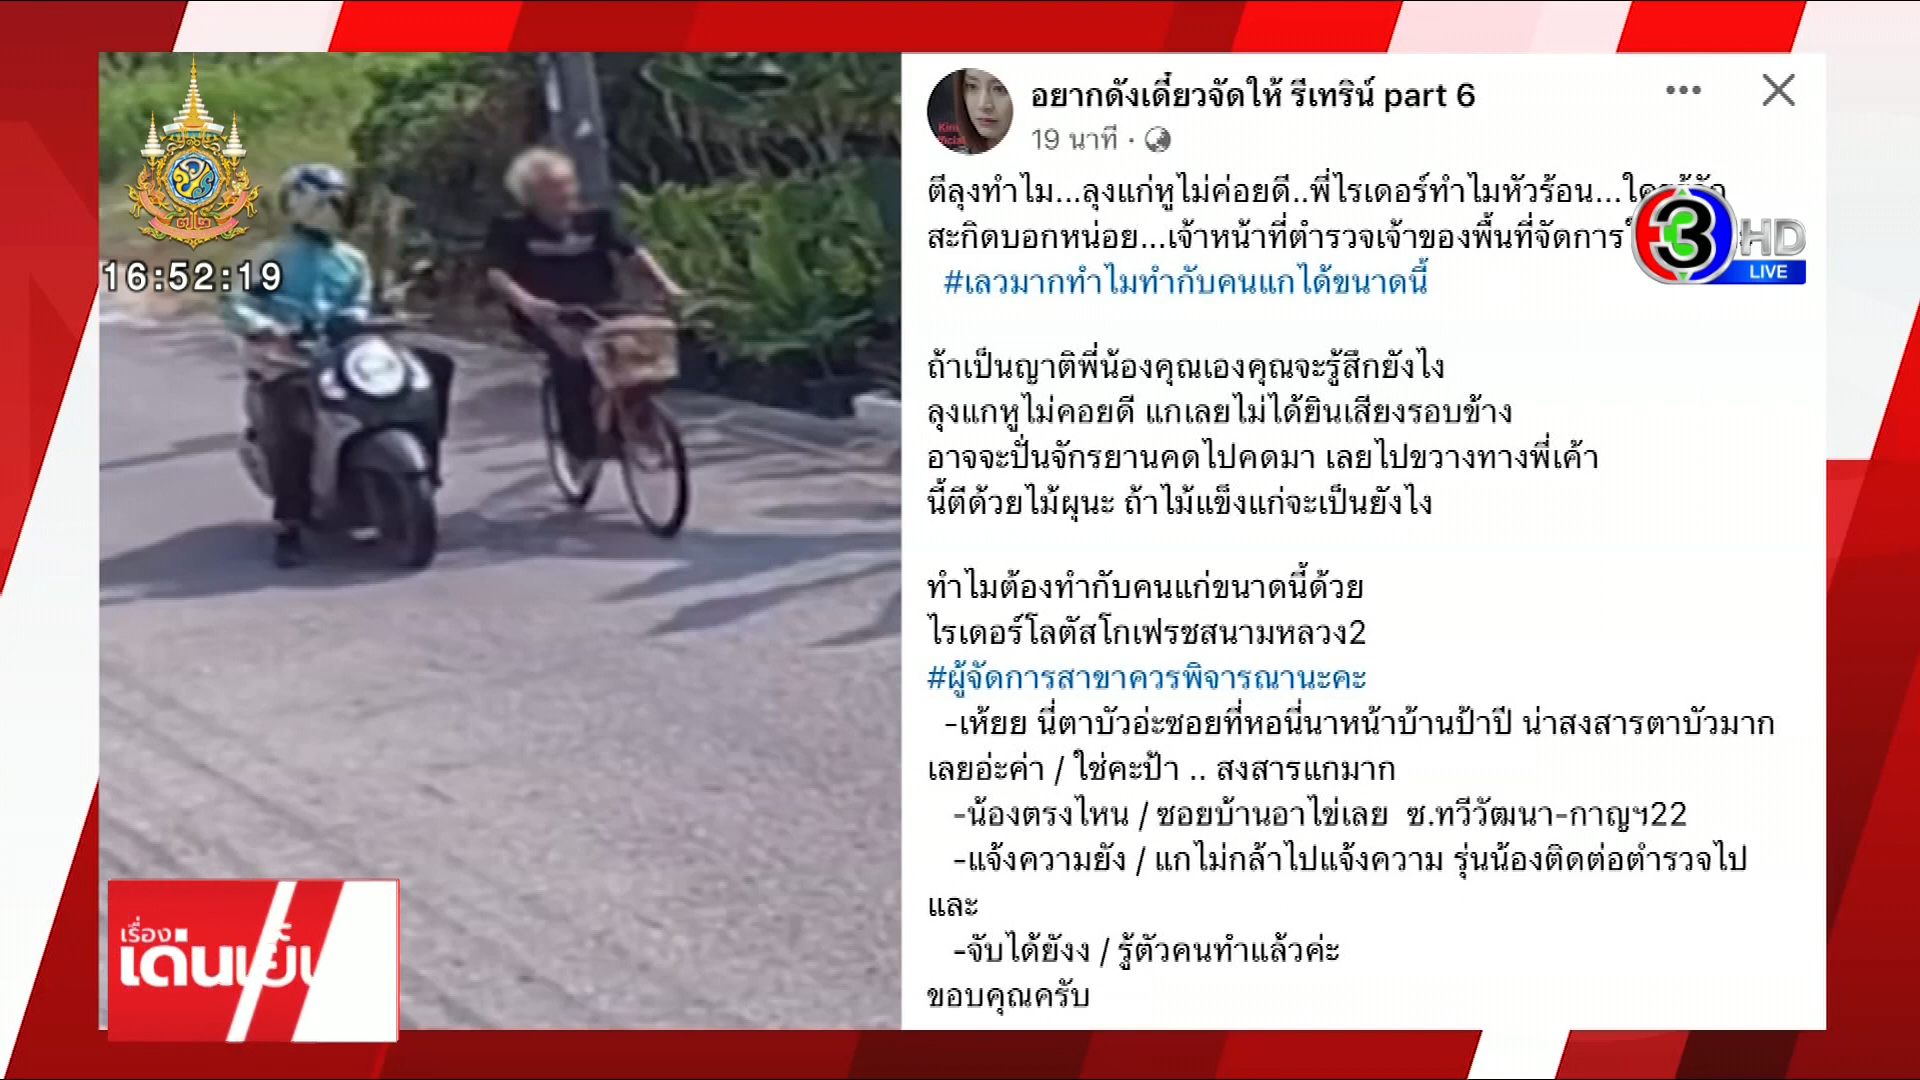 16:52:19
เรื่อง
เด่นเย็น
อยากดังเดี๋ยวจัดให้ รีเทริน์ part 6
19 นาที
ตีลุงทำไม...ลุงแก่หูไม่ค่อยดี..พี่ไรเดอร์ทำไมหัวร้อน...
สะกิดบอกหน่อย...เจ้าหน้าที่ตำรวจเจ้าของพื้นที่จัดการ
#เลวมากทำไมทำกับคนแกได้ขนาดนี้
3 HD
LIVE
ถ้าเป็นญาติพี่น้องคุณเองคุณจะรู้สึกยังไง
ลุงแกหูไม่คอยดี แกเลยไม่ได้ยินเสียงรอบข้าง
อาจจะปั่นจักรยานคดไปคดมา เลยไปขวางทางพี่เค้า
นี้ตีด้วยไม้ผุนะ ถ้าไม้แข็งแก่จะเป็นยังไง
ทำไมต้องทำกับคนแก่ขนาดนี้ด้วย
ไรเดอร์โลตัสโกเฟรชสนามหลวง2
#ผู้จัดการสาขาควรพิจารณานะคะ
-เห้ยย นี่ตาบัวอ่ะซอยที่หอนี่นาหน้าบ้านป้าปี น่าสงสารตาบัวมาก
เลยอ่ะค่า / ใช่คะป้า .. สงสารแกมาก
-น้องตรงไหน / ซอยบ้านอาไข่เลย ซ.ทวีวัฒนา-กาญฯ22
-แจ้งความยัง / แกไม่กล้าไปแจ้งความ รุ่นน้องติดต่อตำรวจไป
และ
-จับได้ยังง / รู้ตัวคนทำแล้วค่ะ
ขอบคุณครับ